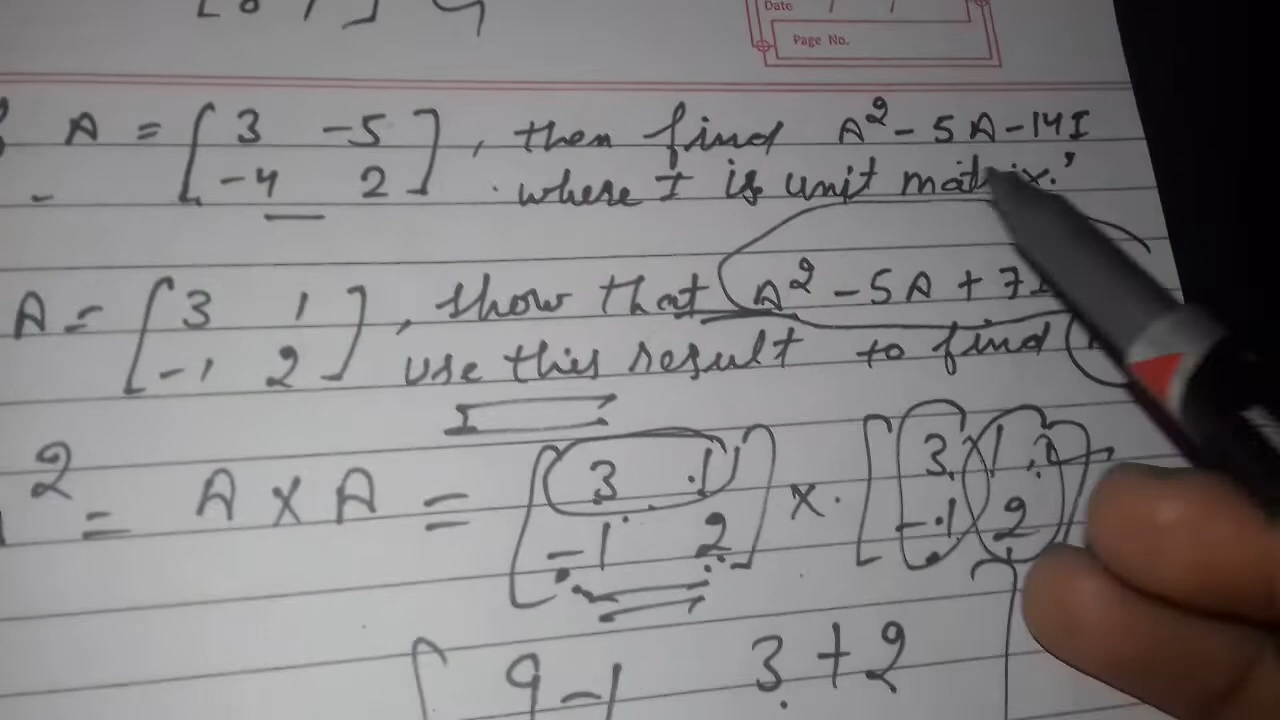 Date / /
Page No.
A = [ 3 -5 ] , then find A² - 5A - 14I
[ -4 2 ] . where I is unit matrix.
A = [ 3 1 ] , show that A² - 5A + 7
[ -1 2 ] use this result to find
2 = A × A = [ 3 1 ] × [ 3 1 ]
[ -1 2 ] [ -1 2 ]
[ 9 - 1 3 + 2